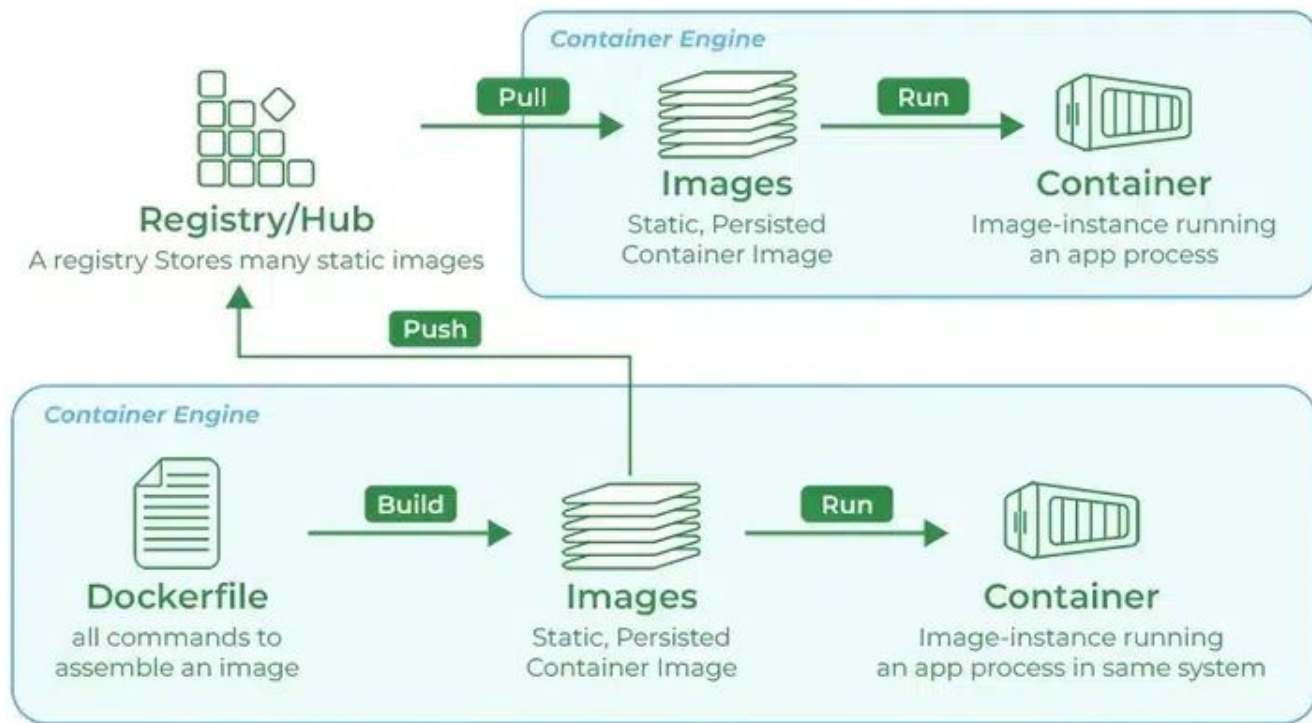 Container Engine
Pull
Run
Registry/Hub
A registry Stores many static images
Images
Static, Persisted
Container Image
Container
Image-instance running
an app process
Push
Container Engine
Build
Run
Dockerfile
all commands to
assemble an image
Images
Static, Persisted
Container Image
Container
Image-instance running
an app process in same system